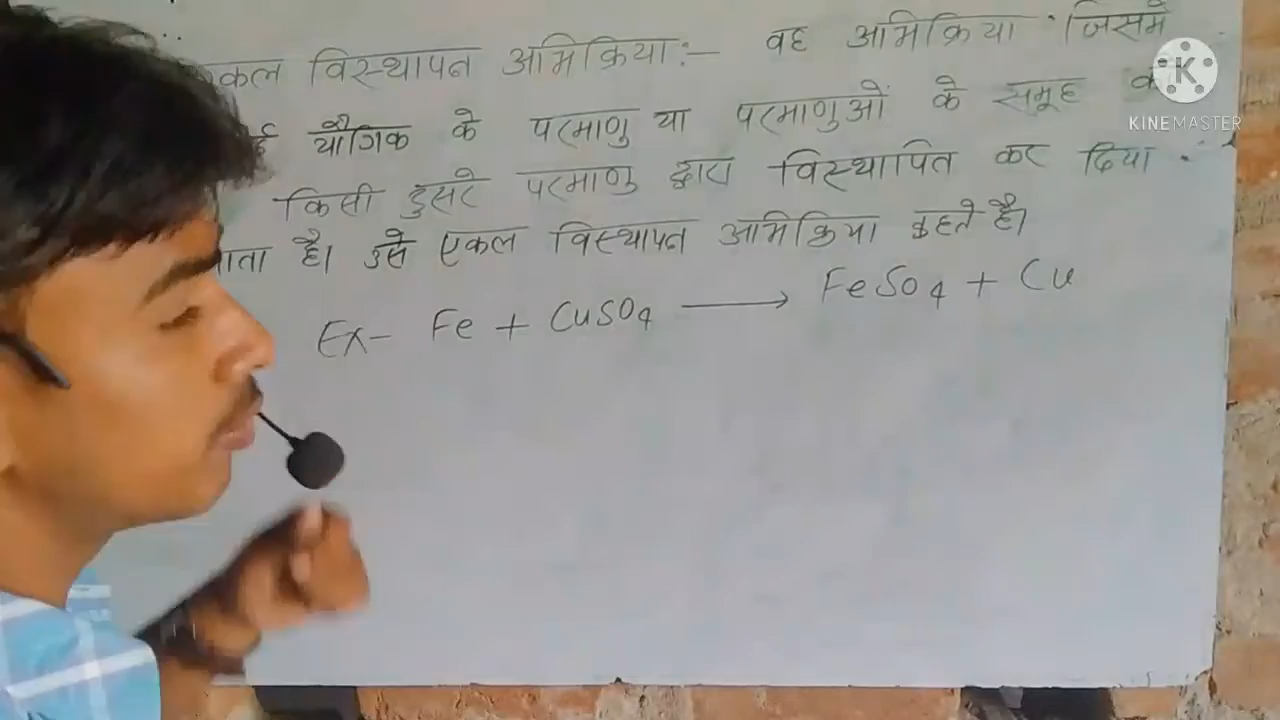 विस्थापन अभिक्रिया:- वह अभिक्रिया जिसमें
यौगिक के परमाणु या परमाणुओं के समूह
किसी दुसरे परमाणु द्वारा विस्थापित कर दिया
है। उसे एकल विस्थापन अभिक्रिया कहते है।
Ex- Fe + CuSO4 ⟶ FeSO4 + Cu
K
KINEMASTER